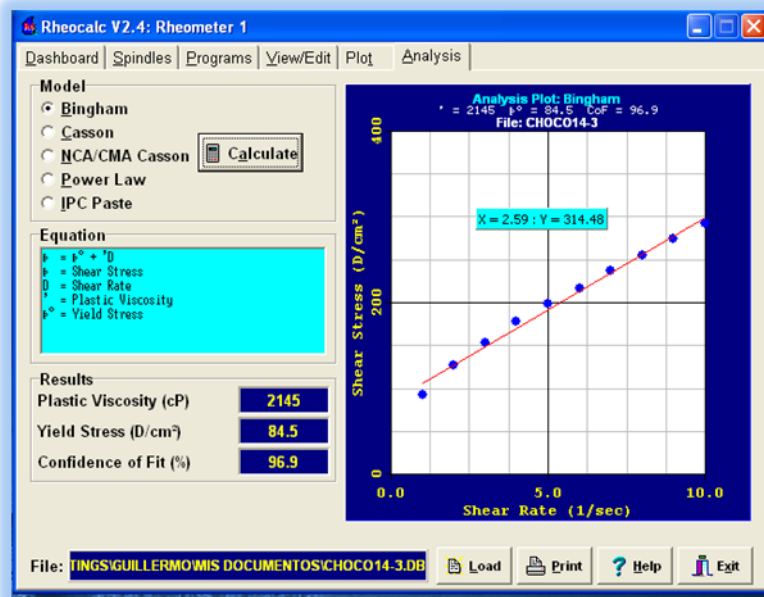 Rheocalc V2.4: Rheometer 1
Dashboard Spindles Programs View/Edit Plot Analysis
Model
Bingham
Casson
NCA/CMA Casson
Power Law
IPC Paste
Calculate
Equation
= Shear Stress
D = Shear Rate
' = Plastic Viscosity
= Yield Stress
Results
Plastic Viscosity (cP) 2145
Yield Stress (D/cm²) 84.5
Confidence of Fit (%) 96.9
Analysis Plot: Bingham
' = 2145 84.5 CoF = 96.9
File: CHOCO14-3
400
200
0
Shear Stress (D/cm²)
X = 2.59 : Y = 314.48
0.0 5.0 10.0
Shear Rate (1/sec)
File: TINGS\GUILLERMO\MIS DOCUMENTOS\CHOCO14-3.DB
Load Print Help Exit